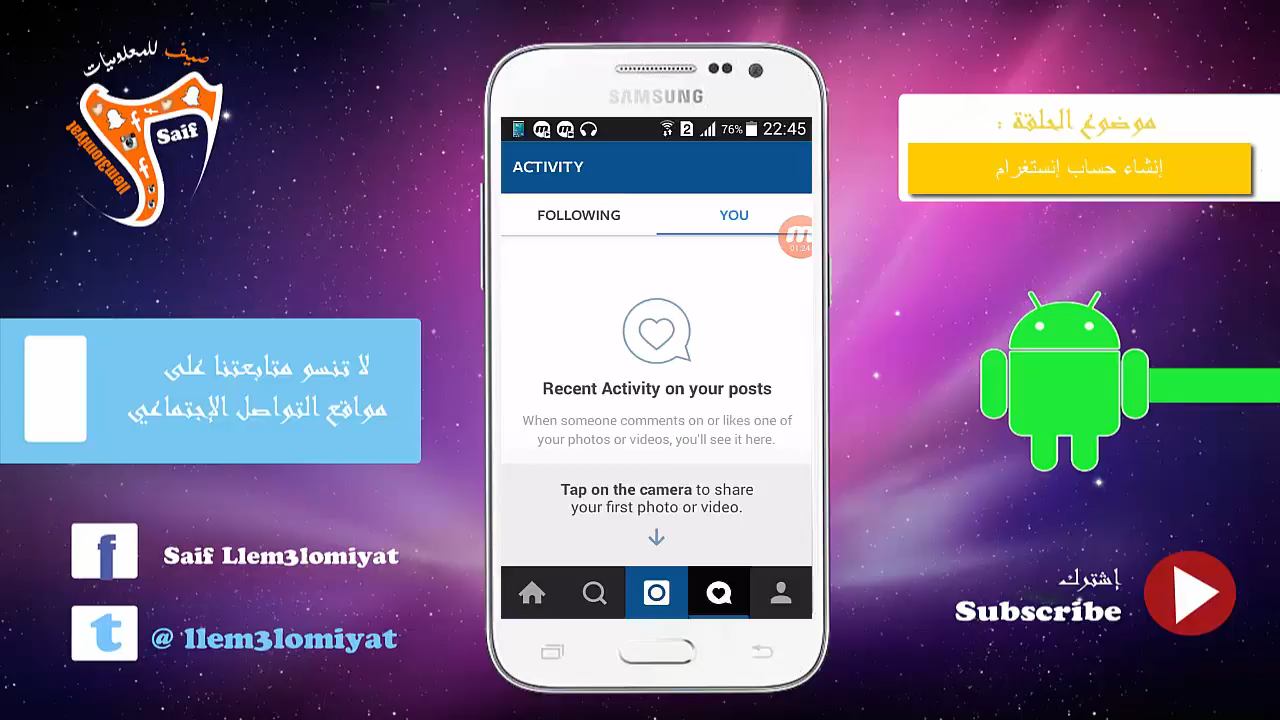 صيف للمعلوميات
Saif
llem3lomiyat
SAMSUNG
2
76%
22:45
ACTIVITY
FOLLOWING
YOU
01:24
Recent Activity on your posts
When someone comments on or likes one of
your photos or videos, you'll see it here.
Tap on the camera to share
your first photo or video.
موضوع الحلقة :
إنشاء حساب إنستغرام
لا تنسو متابعتنا على
مواقع التواصل الإجتماعي
f
Saif Llem3lomiyat
t
@ llem3lomiyat
إشترك
Subscribe